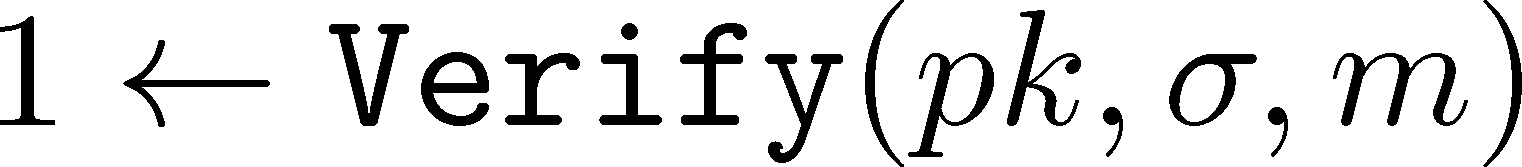 1 ← Verify(pk, σ, m)